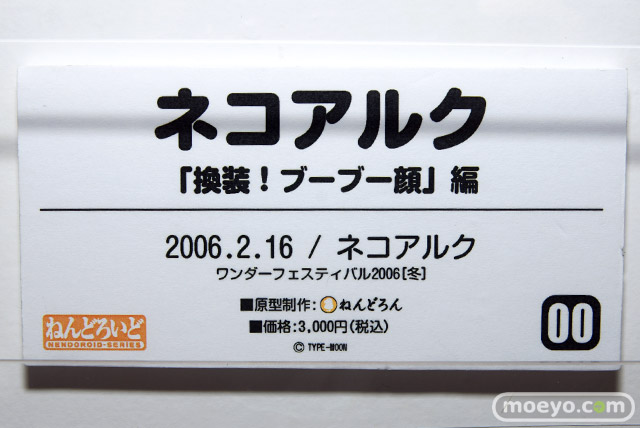 ネコアルク
「換装！ブーブー顔」編
2006.2.16 / ネコアルク
ワンダーフェスティバル2006[冬]
■原型制作：ねんどろん
■価格：3,000円(税込)
© TYPE-MOON
ねんどろいど
NENDOROID-SERIES
00
moeyo.com